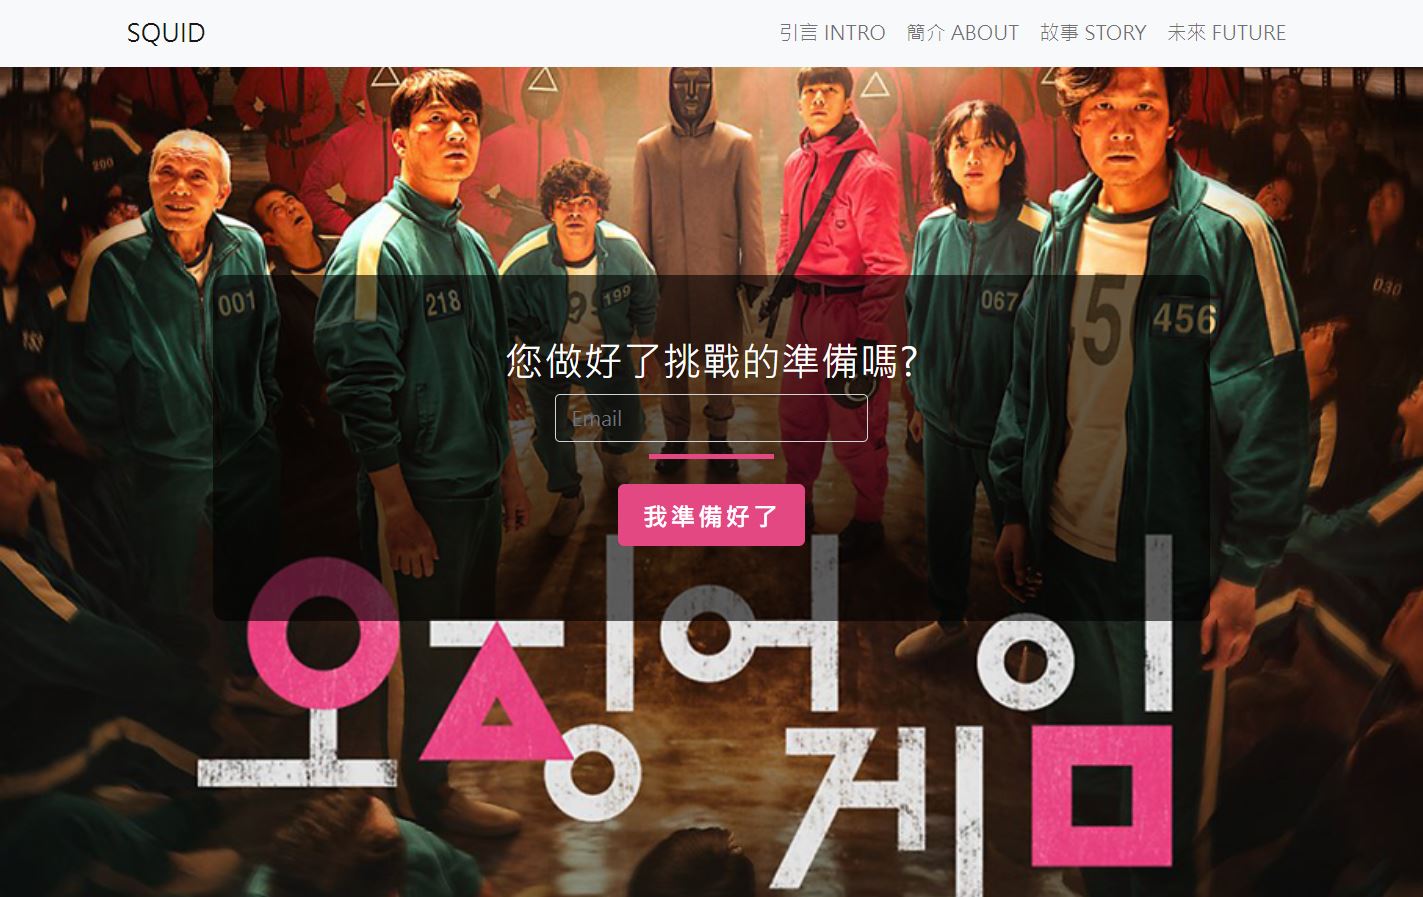 SQUID
引言 INTRO
簡介 ABOUT
故事 STORY
未來 FUTURE
200
001
218
199
067
456
030
您做好了挑戰的準備嗎?
Email
我準備好了
오징어
게임